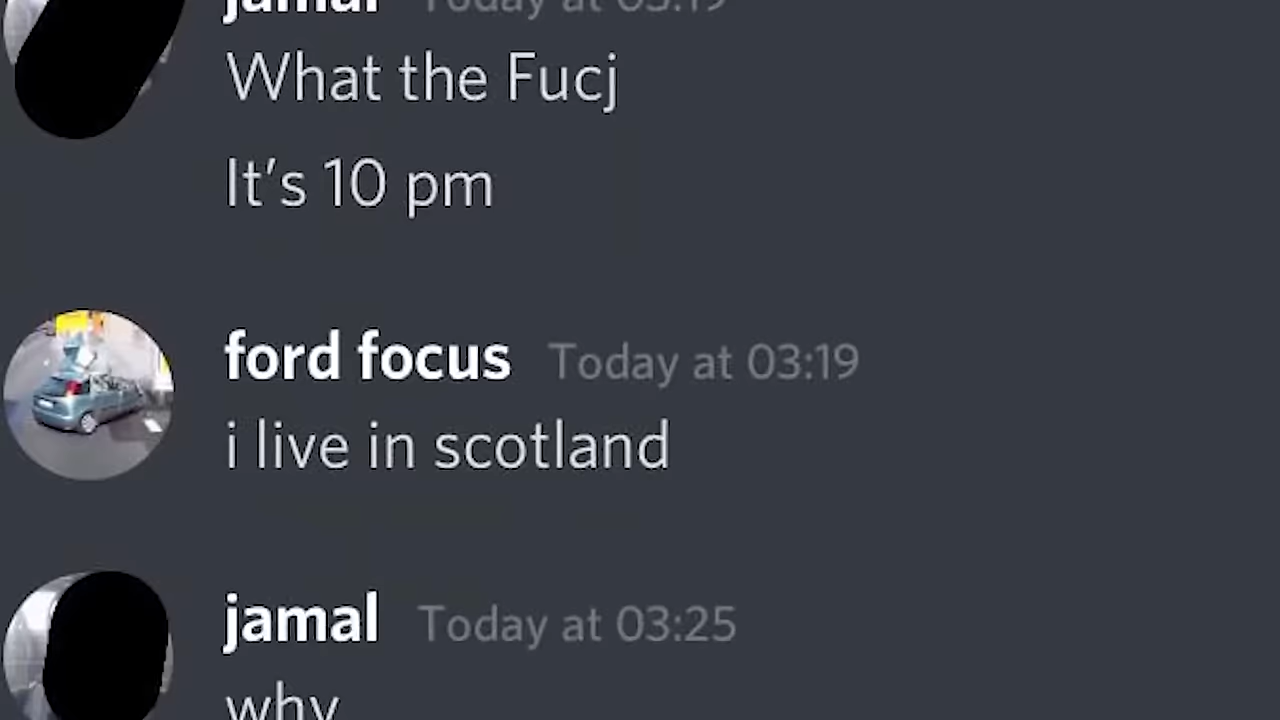 jamal Today at 03:19
What the Fucj
It’s 10 pm
ford focus Today at 03:19
i live in scotland
jamal Today at 03:25
why